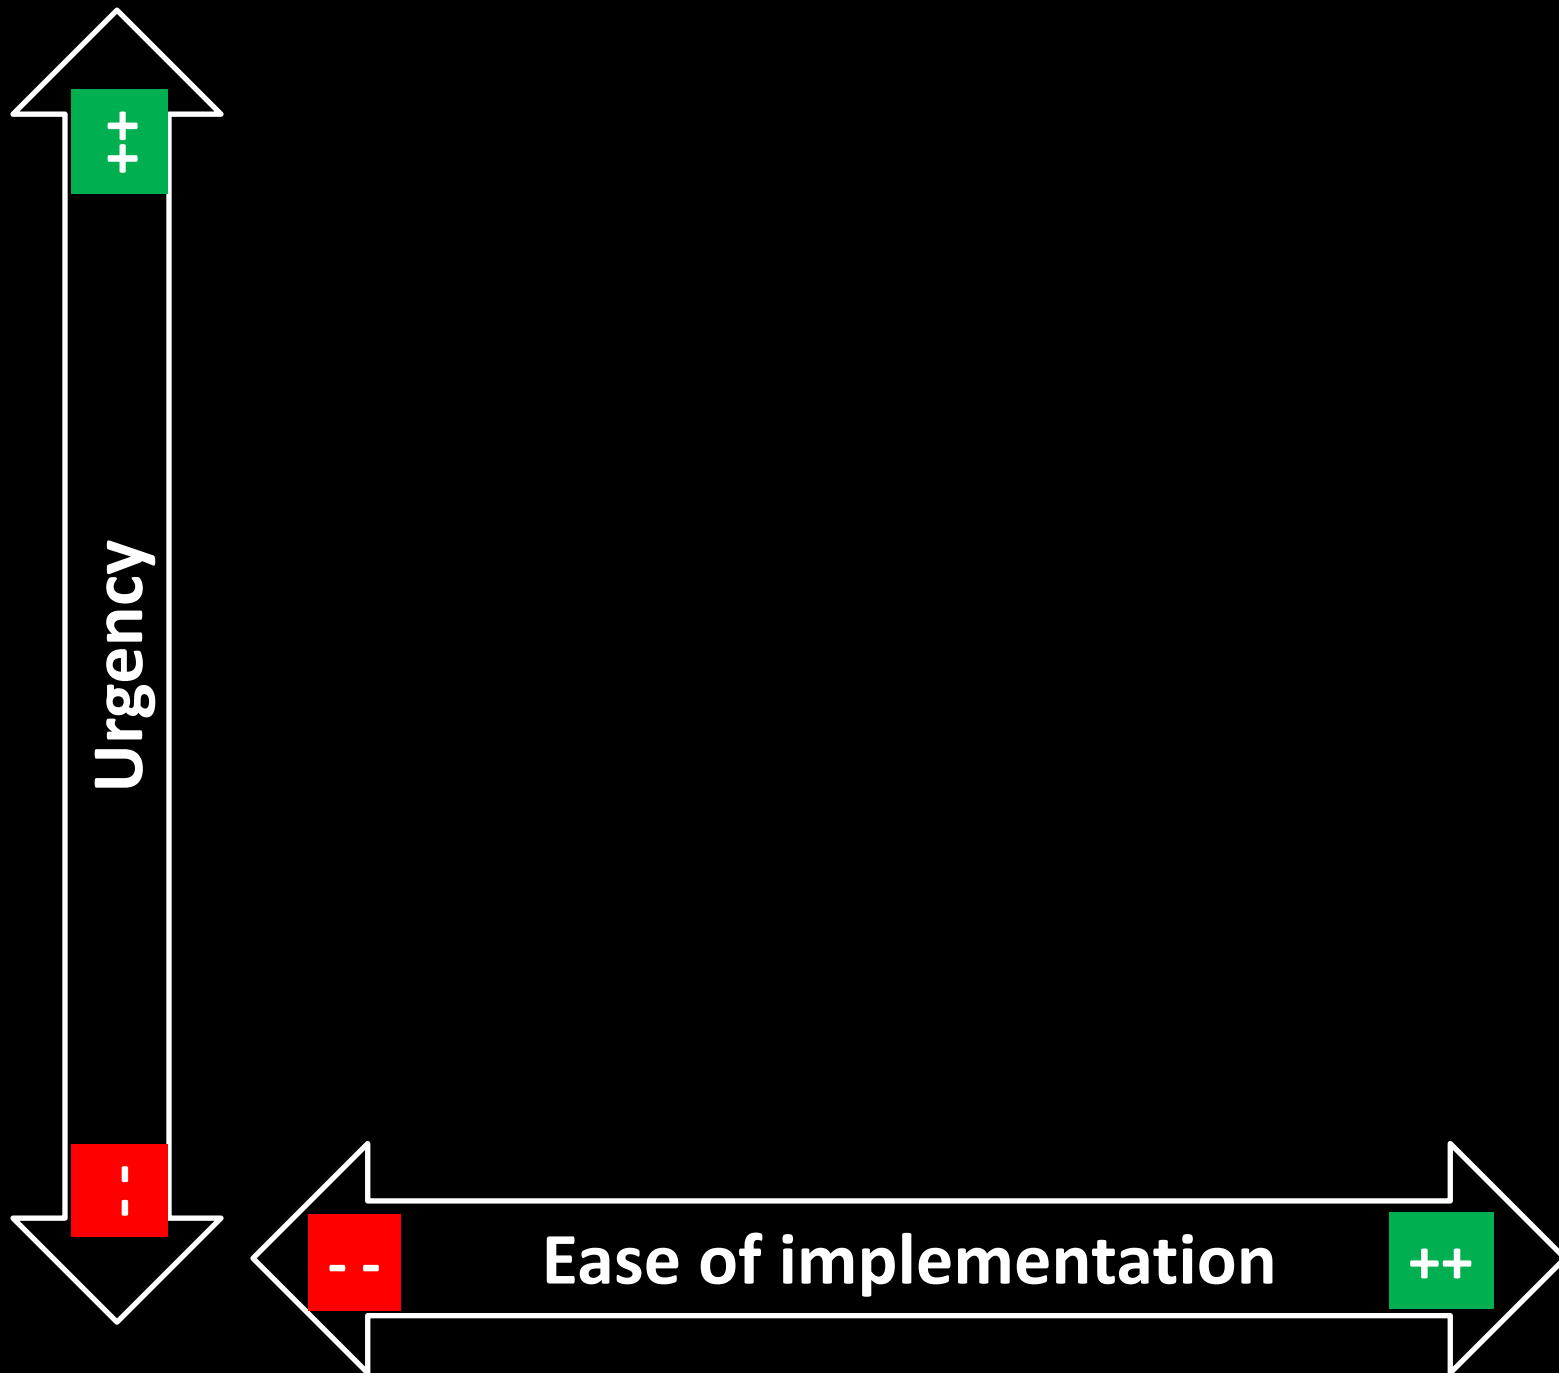 ++
Urgency
--
- -
Ease of implementation
++